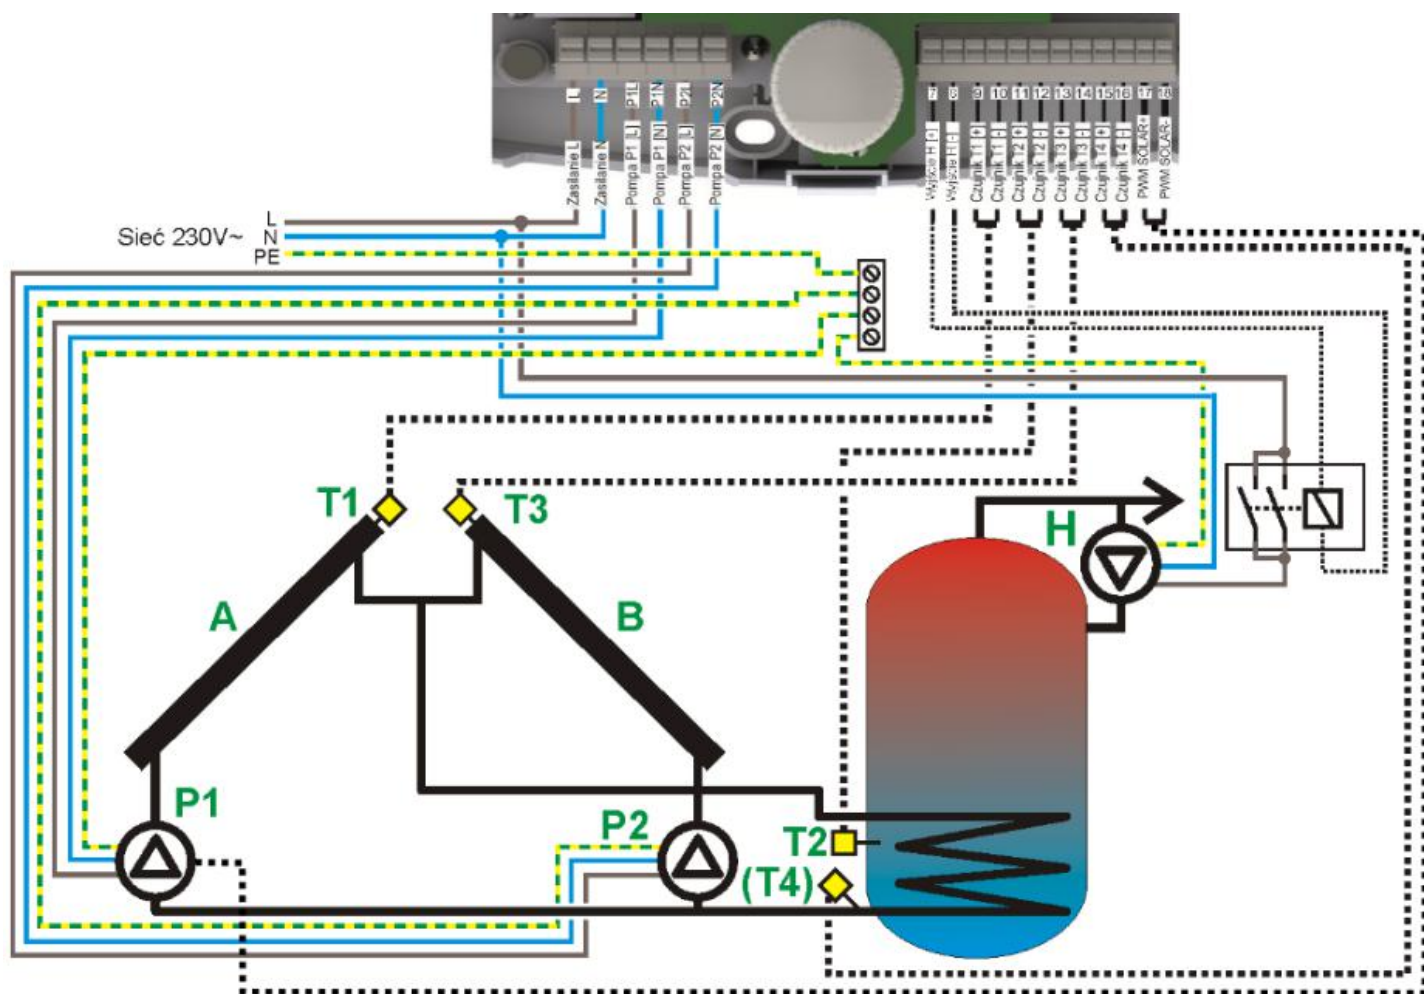 L
N
P1L
P1N
P2L
P2N
7
8
9
10
11
12
13
14
15
16
17
18
Zasilanie L
Zasilanie N
Pompa P1 [L]
Pompa P1 [N]
Pompa P2 [L]
Pompa P2 [N]
Wyjście H [+]
Wyjście H [-]
Czujnik T1 [+]
Czujnik T1 [-]
Czujnik T2 [+]
Czujnik T2 [-]
Czujnik T3 [+]
Czujnik T3 [-]
Czujnik T4 [+]
Czujnik T4 [-]
PWM SOLAR+
PWM SOLAR-
L
Sieć 230V~ N
PE
T1
T3
H
A
B
P1
P2
T2
(T4)